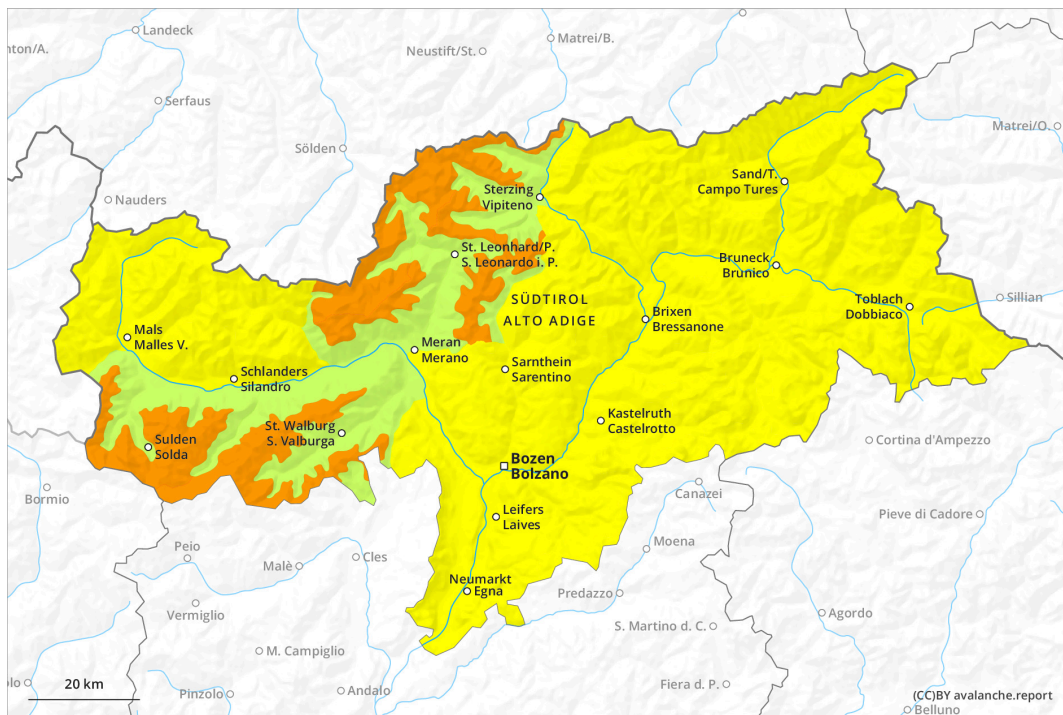 Landeck
Matrei/B.
Neustift/St.
nton/A.
Serfaus
Matrei/O.
Sölden
Sand/T.
Campo Tures
Sterzing
Vipiteno
Nauders
St. Leonhard/P.
S. Leonardo i. P.
Bruneck
Brunico
SÜDTIROL
ALTO ADIGE
Toblach
Dobbiaco
Sillian
Brixen
Bressanone
Mals
Malles V.
Meran
Merano
Sarnthein
Sarentino
Schlanders
Silandro
Kastelruth
Castelrotto
St. Walburg
S. Valburga
Sulden
Solda
Cortina d'Ampezzo
Bozen
Bolzano
Bormio
Canazei
Leifers
Laives
Pieve di Cadore
Moena
Peio
Cles
Malè
Neumarkt
Egna
Predazzo
Vermiglio
Agordo
S. Martino d. C.
M. Campiglio
20 km
olo
Pinzolo
Andalo
Fiera d. P.
(CC)BY avalanche.report
Belluno